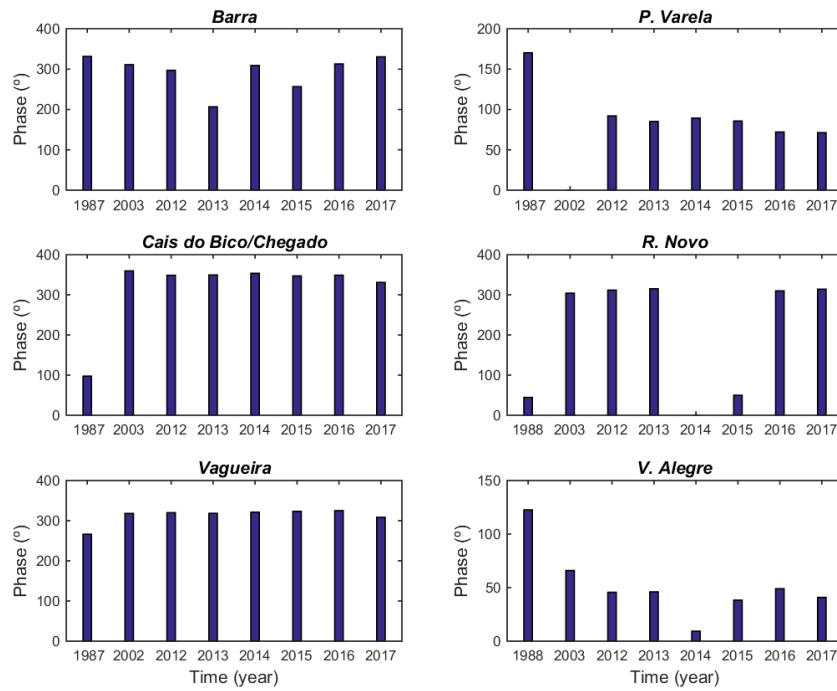 Barra
400
300
200
100
0
Phase (º)
1987 2003 2012 2013 2014 2015 2016 2017
P. Varela
200
150
100
50
0
Phase (º)
1987 2002 2012 2013 2014 2015 2016 2017
Cais do Bico/Chegado
400
300
200
100
0
Phase (º)
1987 2003 2012 2013 2014 2015 2016 2017
R. Novo
400
300
200
100
0
Phase (º)
1988 2003 2012 2013 2014 2015 2016 2017
Vagueira
400
300
200
100
0
Phase (º)
1987 2002 2012 2013 2014 2015 2016 2017
Time (year)
V. Alegre
150
100
50
0
Phase (º)
1988 2003 2012 2013 2014 2015 2016 2017
Time (year)